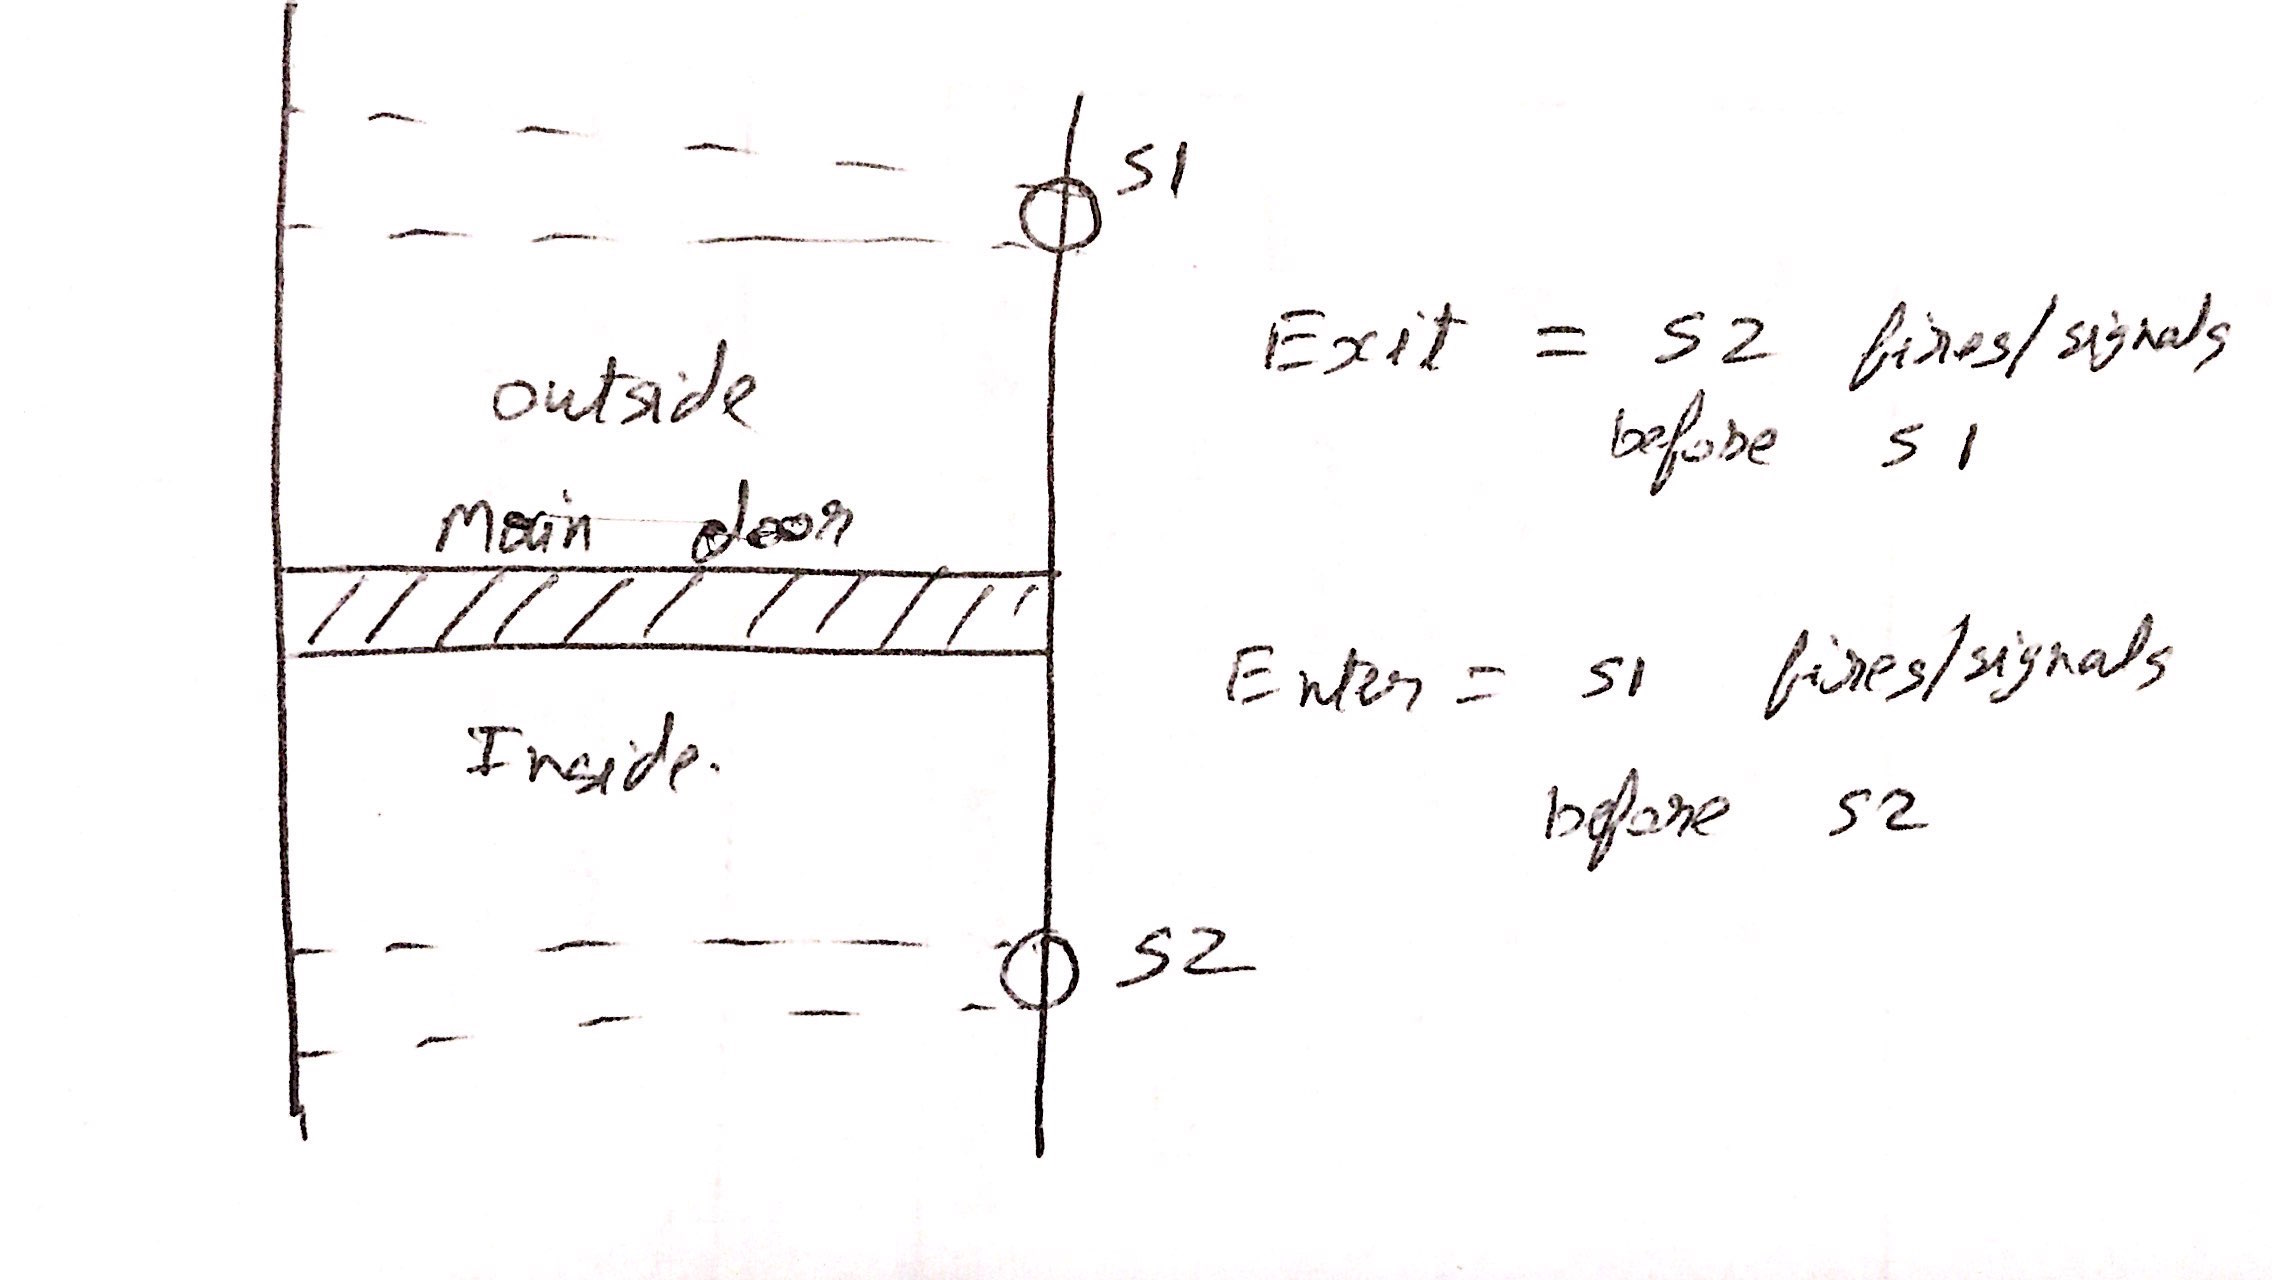 S1
outside
Main door
Inside.
S2
Exit = S2 fires/signals
before S1
Enter = S1 fires/signals
before S2